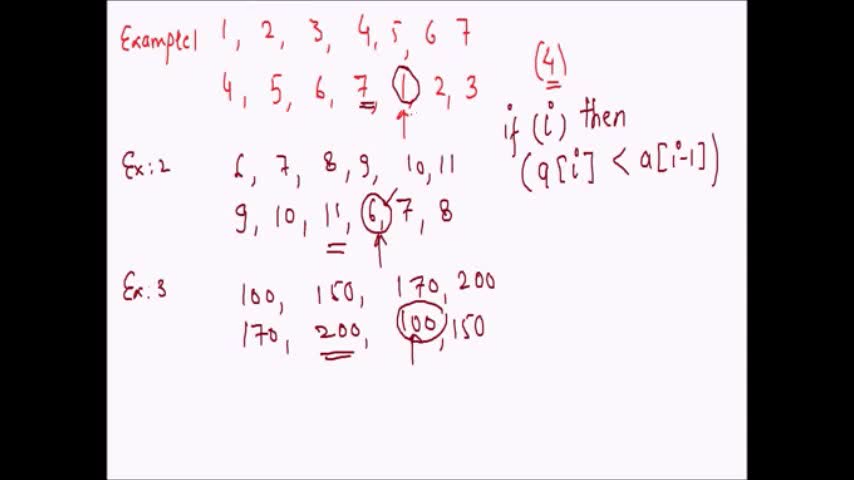 Example1 1, 2, 3, 4, 5, 6 7
4, 5, 6, 7, 1, 2, 3
(4)
if (i) then
(a[i] < a[i-1])
Ex:2 6, 7, 8, 9, 10, 11
9, 10, 11, 6, 7, 8
Ex:3 100, 150, 170, 200
170, 200, 100, 150